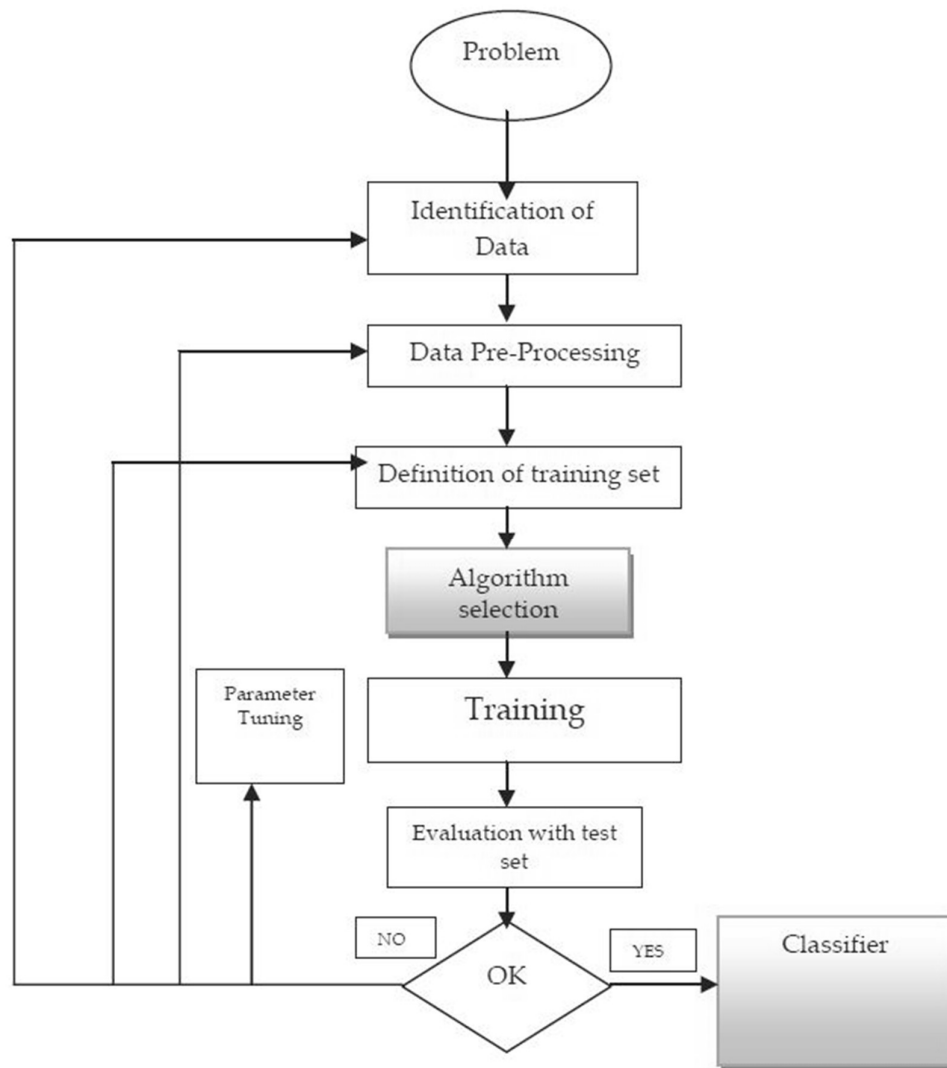 Problem
Identification of
Data
Data Pre-Processing
Definition of training set
Algorithm
selection
Parameter
Tuning
Training
Evaluation with test
set
NO
OK
YES
Classifier